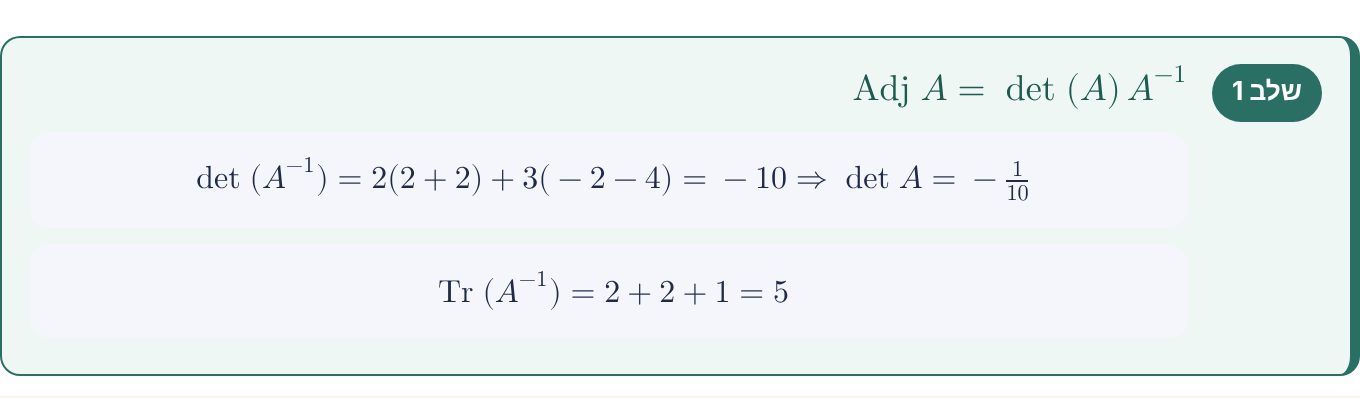 שלב 1
Adj A = det (A) A⁻¹
det (A⁻¹) = 2(2 + 2) + 3( − 2 − 4) = − 10 ⇒ det A = − 1/10
Tr (A⁻¹) = 2 + 2 + 1 = 5